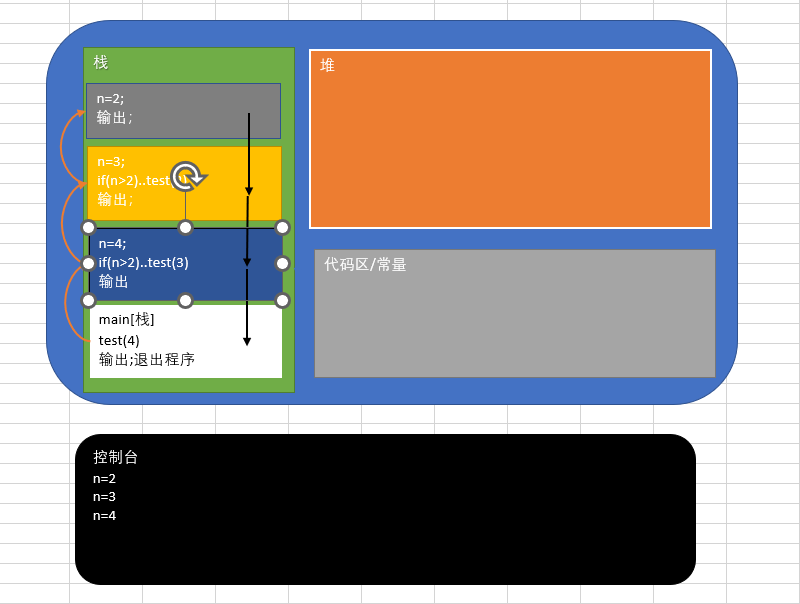 栈
n=2;
输出;
n=3;
if(n>2)..test
输出;
n=4;
if(n>2)..test(3)
输出
main[栈]
test(4)
输出;退出程序
堆
代码区/常量
控制台
n=2
n=3
n=4